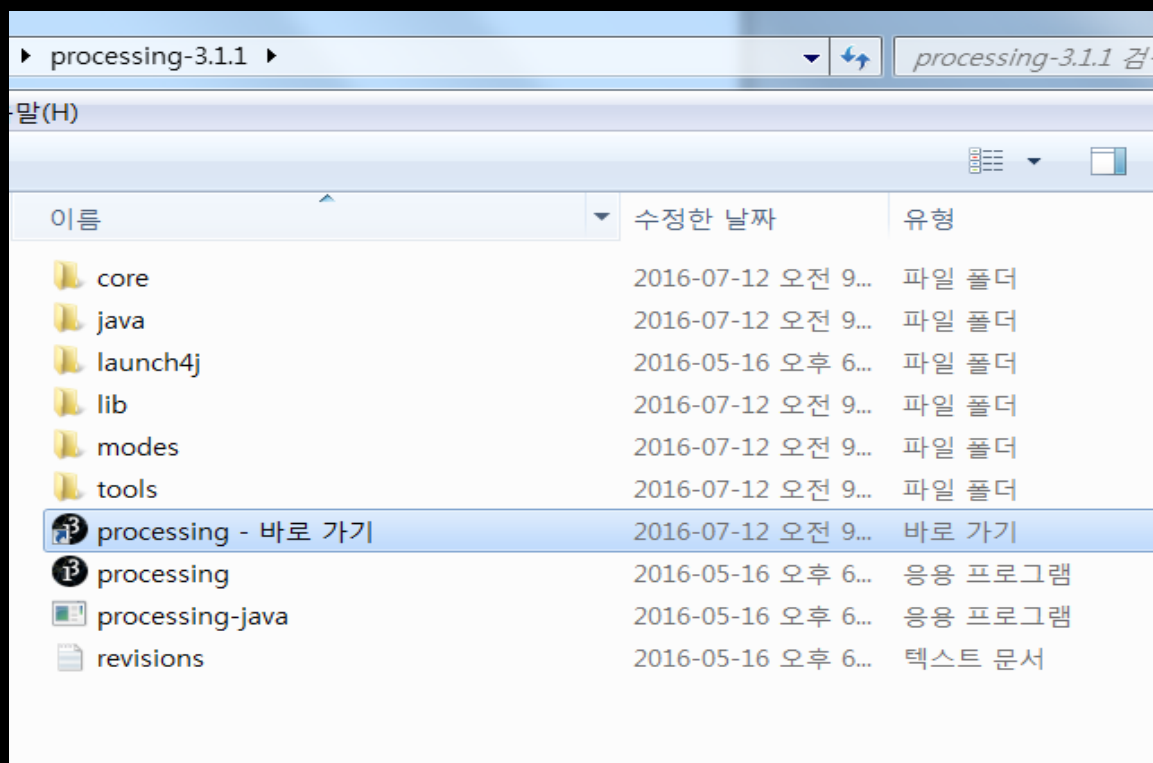 processing-3.1.1
processing-3.1.1
말(H)
이름 수정한 날짜 유형
core 2016-07-12 오전 9... 파일 폴더
java 2016-07-12 오전 9... 파일 폴더
launch4j 2016-05-16 오후 6... 파일 폴더
lib 2016-07-12 오전 9... 파일 폴더
modes 2016-07-12 오전 9... 파일 폴더
tools 2016-07-12 오전 9... 파일 폴더
processing - 바로 가기 2016-07-12 오전 9... 바로 가기
processing 2016-05-16 오후 6... 응용 프로그램
processing-java 2016-05-16 오후 6... 응용 프로그램
revisions 2016-05-16 오후 6... 텍스트 문서